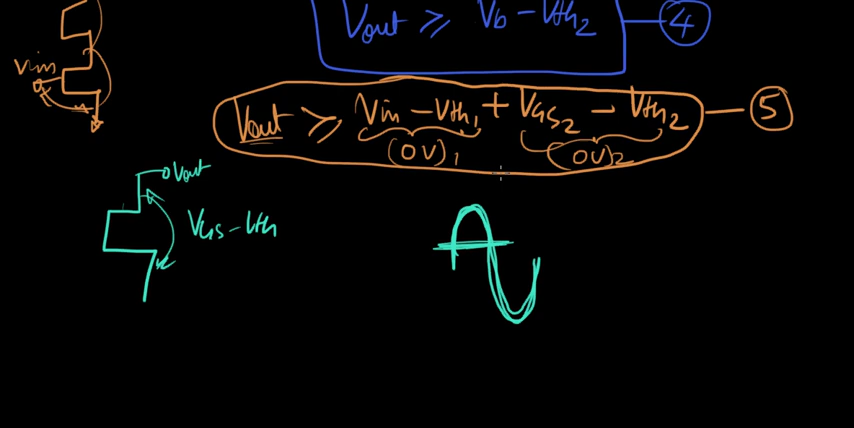 Vout ≥ Vb - Vth2 — 4
Vin
Vout ≥ Vin - Vth1 + VGS2 - Vth2 — 5
(OV)1 (OV)2
Vout
VGS - Vth